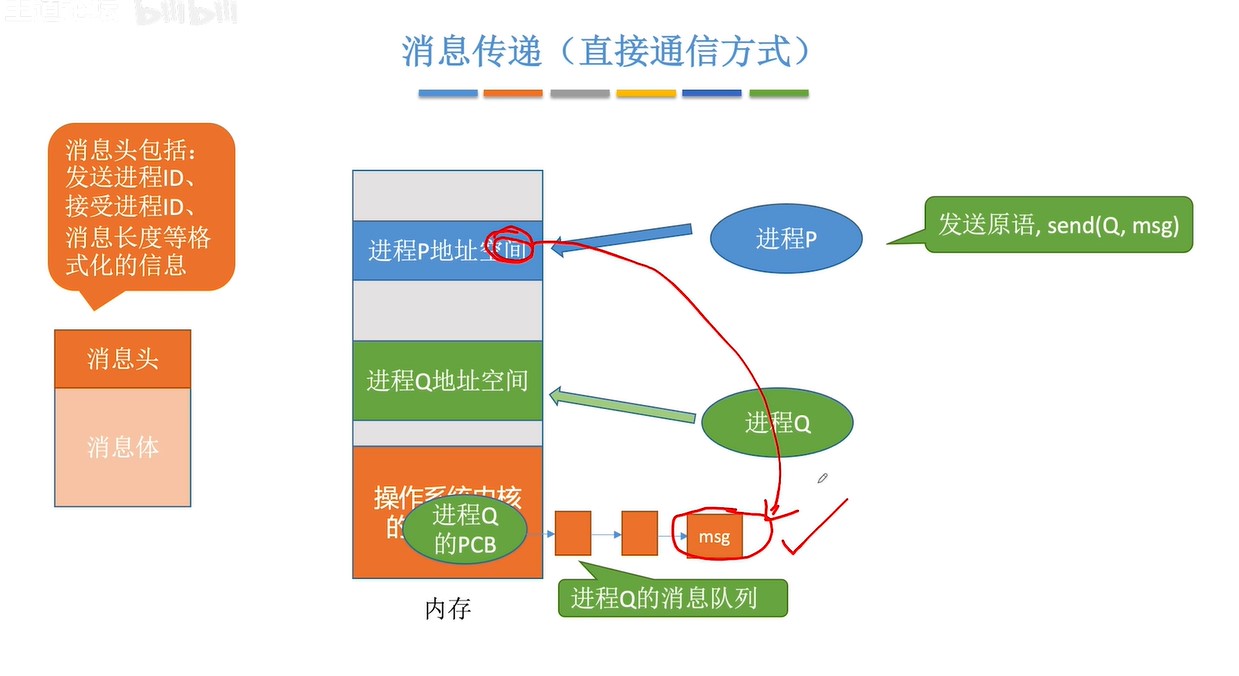 消息传递（直接通信方式）
消息头包括：
发送进程ID、
接受进程ID、
消息长度等格
式化的信息
消息头
消息体
进程P地址空间
进程Q地址空间
操作系统内核
的
进程Q
的PCB
内存
进程P
发送原语, send(Q, msg)
进程Q
msg
进程Q的消息队列
bilibili